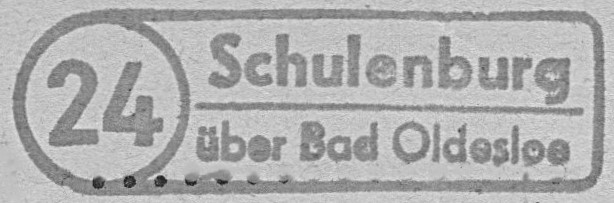 24
Schulenburg
über Bad Oldesloe